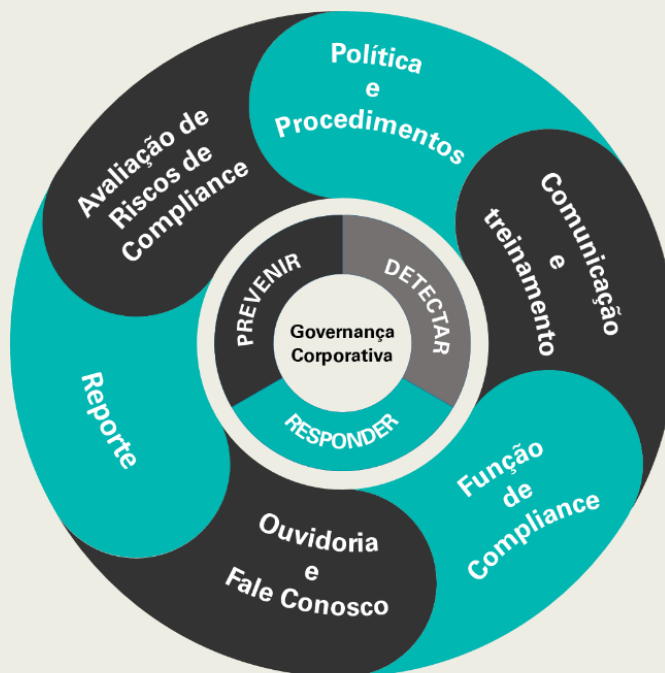 Política
e
Procedimentos
Comunicação
e
treinamento
Função
de
Compliance
Ouvidoria
e
Fale Conosco
Reporte
Avaliação de
Riscos de
Compliance
PREVENIR
DETECTAR
RESPONDER
Governança
Corporativa